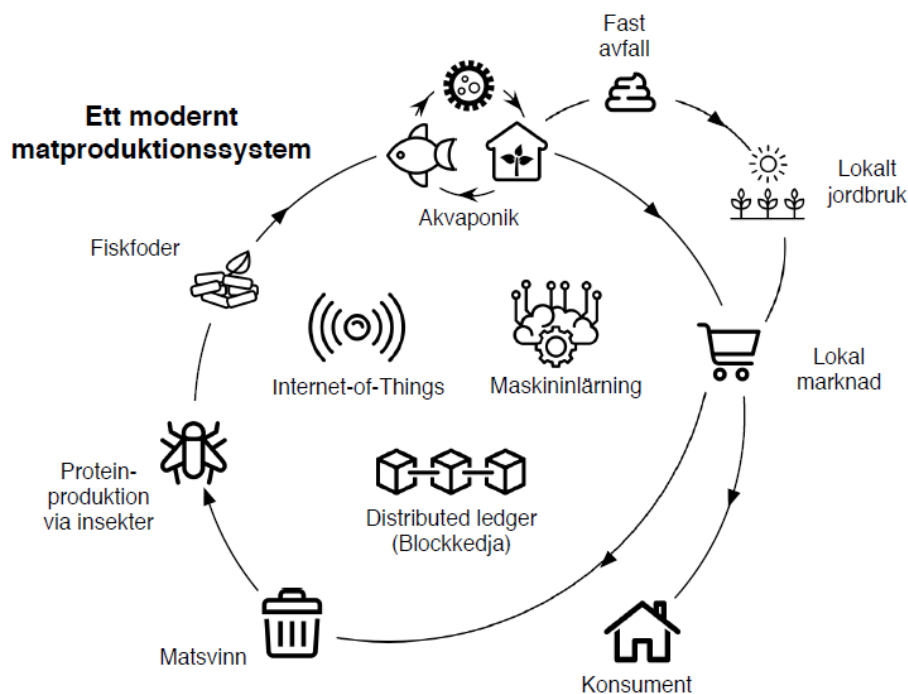 Ett modernt
matproduktionssystem
Fast
avfall
Lokalt
jordbruk
Akvaponik
Fiskfoder
Internet-of-Things
Maskininlärning
Lokal
marknad
Protein-
produktion
via insekter
Distributed ledger
(Blockkedja)
Matsvinn
Konsument